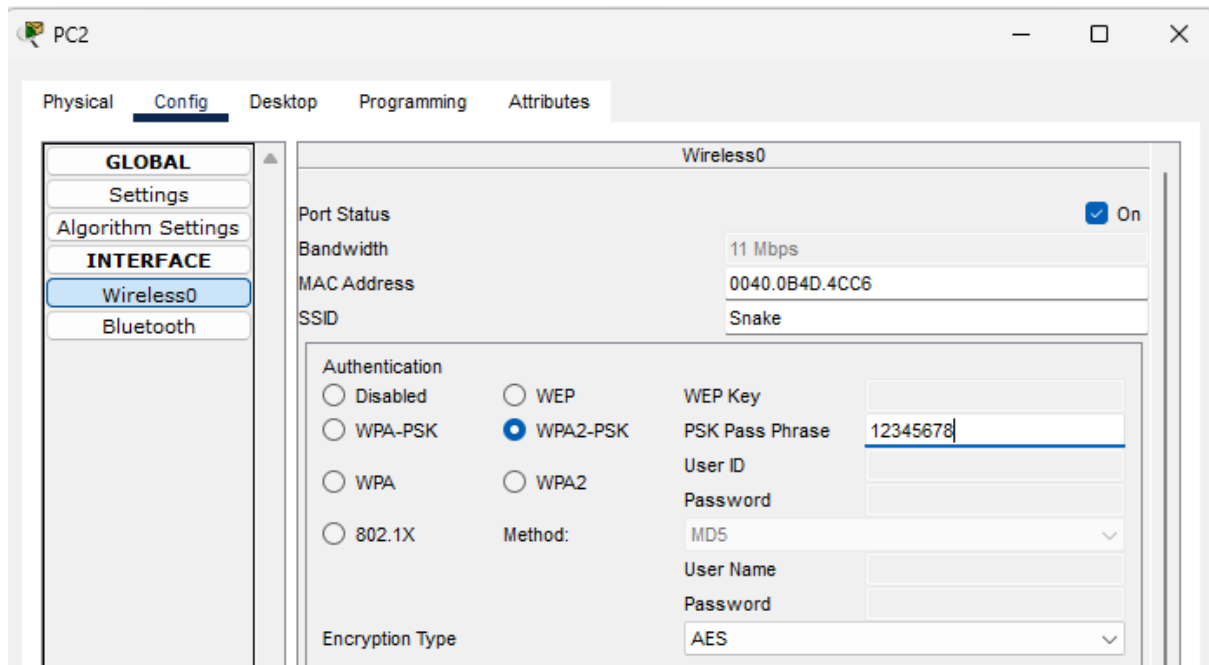 PC2
Physical Config Desktop Programming Attributes
GLOBAL
Settings
Algorithm Settings
INTERFACE
Wireless0
Bluetooth
Wireless0
Port Status On
Bandwidth 11 Mbps
MAC Address 0040.0B4D.4CC6
SSID Snake
Authentication
Disabled WEP WEP Key
WPA-PSK WPA2-PSK PSK Pass Phrase 12345678
User ID
WPA WPA2
Password
802.1X Method: MD5
User Name
Password
Encryption Type AES